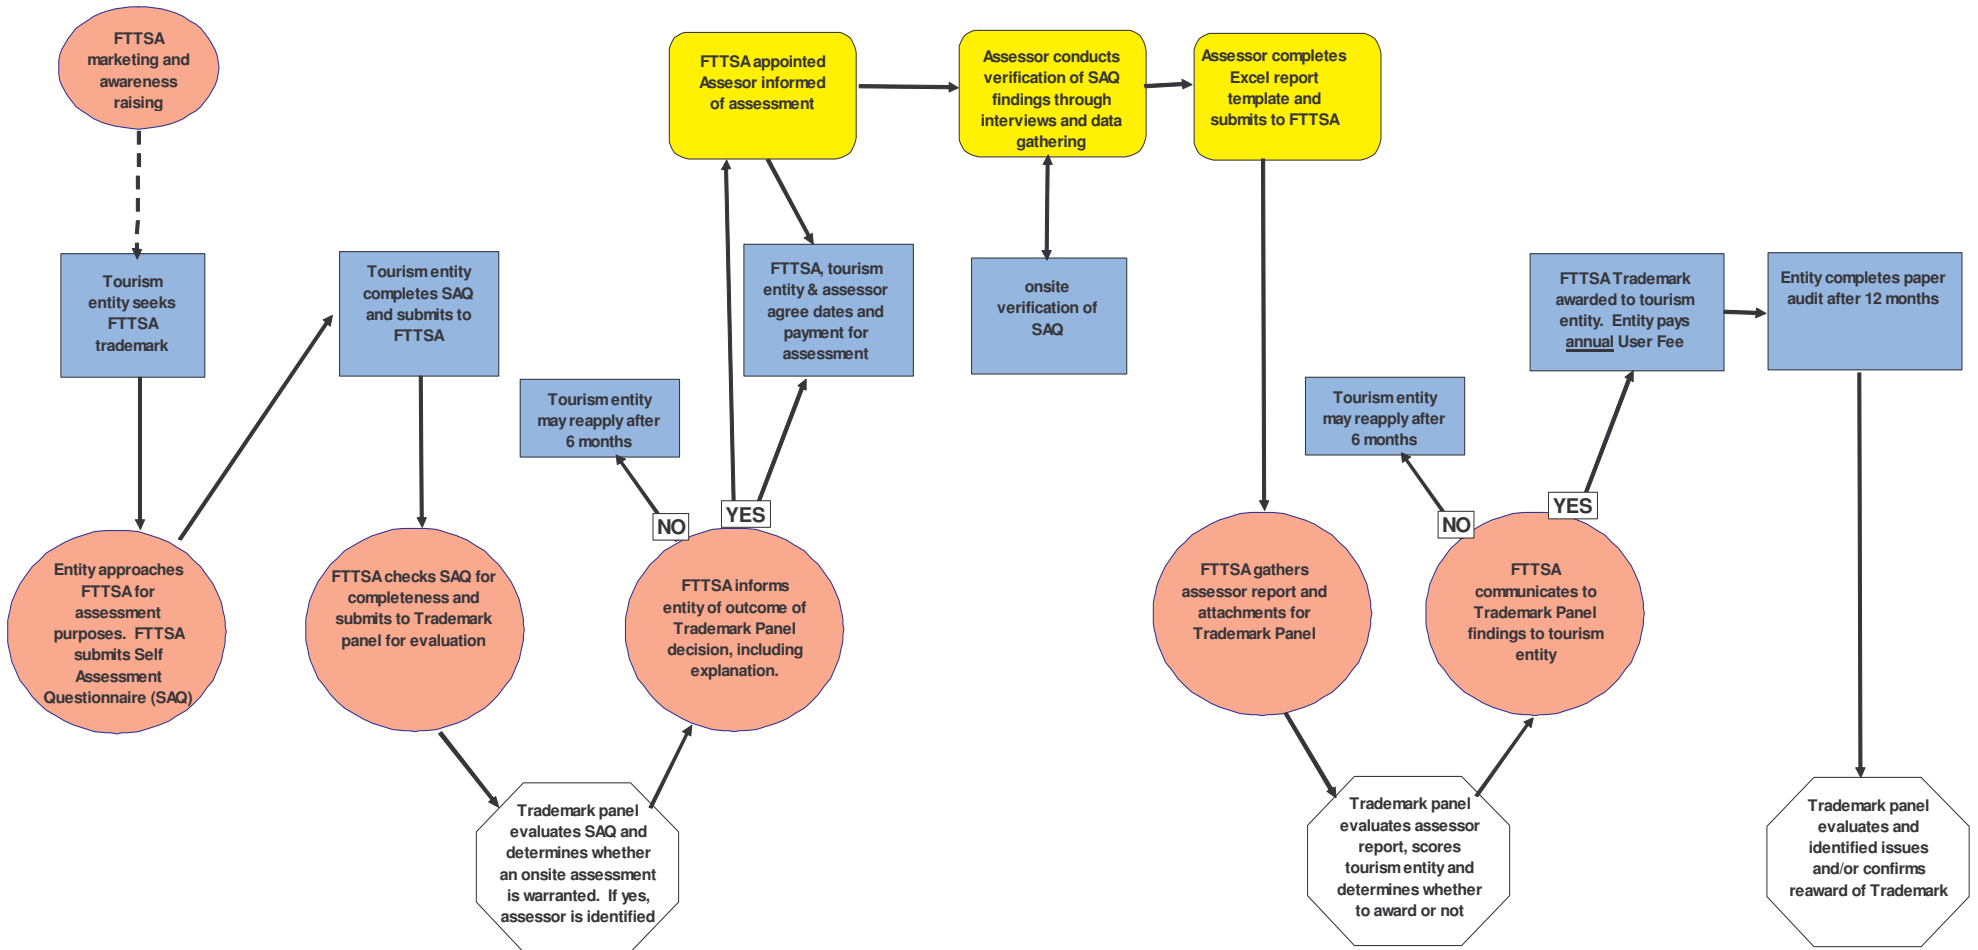 FTTSA
marketing and
awareness
raising
Tourism
entity seeks
FTTSA
trademark
Entity approaches
FTTSA for
assessment
purposes.  FTTSA
submits Self
Assessment
Questionnaire (SAQ)
Tourism entity
completes SAQ
and submits to
FTTSA
FTTSA checks SAQ for
completeness and
submits to Trademark
panel for evaluation
Trademark panel
evaluates SAQ and
determines whether
an onsite assessment
is warranted.  If yes,
assessor is identified
FTTSA informs
entity of outcome of
Trademark Panel
decision, including
explanation.
NO
Tourism entity
may reapply after
6 months
YES
FTTSA appointed
Assesor informed
of assessment
FTTSA, tourism
entity & assessor
agree dates and
payment for
assessment
Assessor conducts
verification of SAQ
findings through
interviews and data
gathering
onsite
verification of
SAQ
Assessor completes
Excel report
template and
submits to FTTSA
FTTSA gathers
assessor report and
attachments for
Trademark Panel
Trademark panel
evaluates assessor
report, scores
tourism entity and
determines whether
to award or not
FTTSA
communicates to
Trademark Panel
findings to tourism
entity
NO
Tourism entity
may reapply after
6 months
YES
FTTSA Trademark
awarded to tourism
entity.  Entity pays
annual User Fee
Entity completes paper
audit after 12 months
Trademark panel
evaluates and
identified issues
and/or confirms
reaward of Trademark